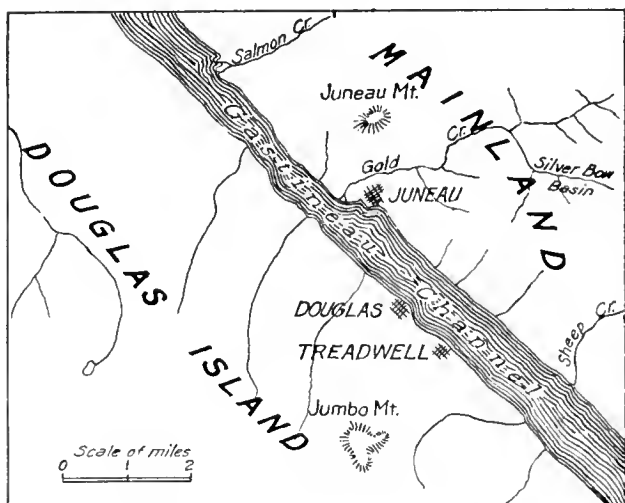 Salmon Cr.
MAINLAND
Juneau Mt.
Gastineau Channel
Cr.
Gold
Silver Bow
Basin
JUNEAU
DOUGLAS
ISLAND
DOUGLAS
TREADWELL
Sheep Cr.
Jumbo Mt.
Scale of miles
0 1 2